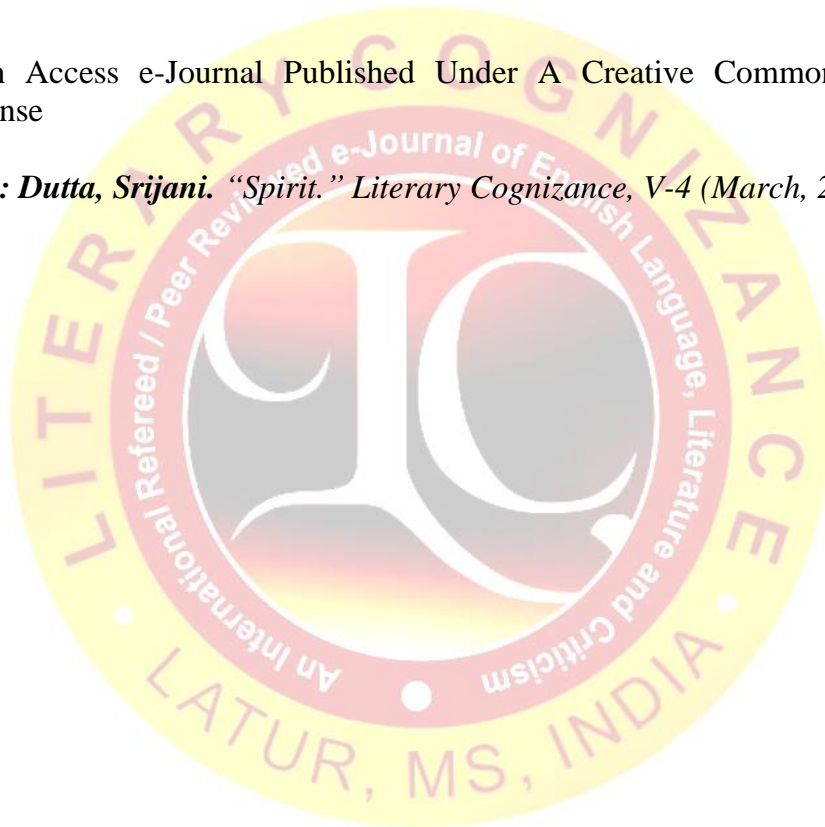 n Access e-Journal Published Under A Creative Common
nse
: Dutta, Srijani. “Spirit.” Literary Cognizance, V-4 (March, 2
LITERARY COGNIZANCE
An International Refereed / Peer Reviewed e-Journal of English Language, Literature and Criticism
LC
• LATUR, MS, INDIA •